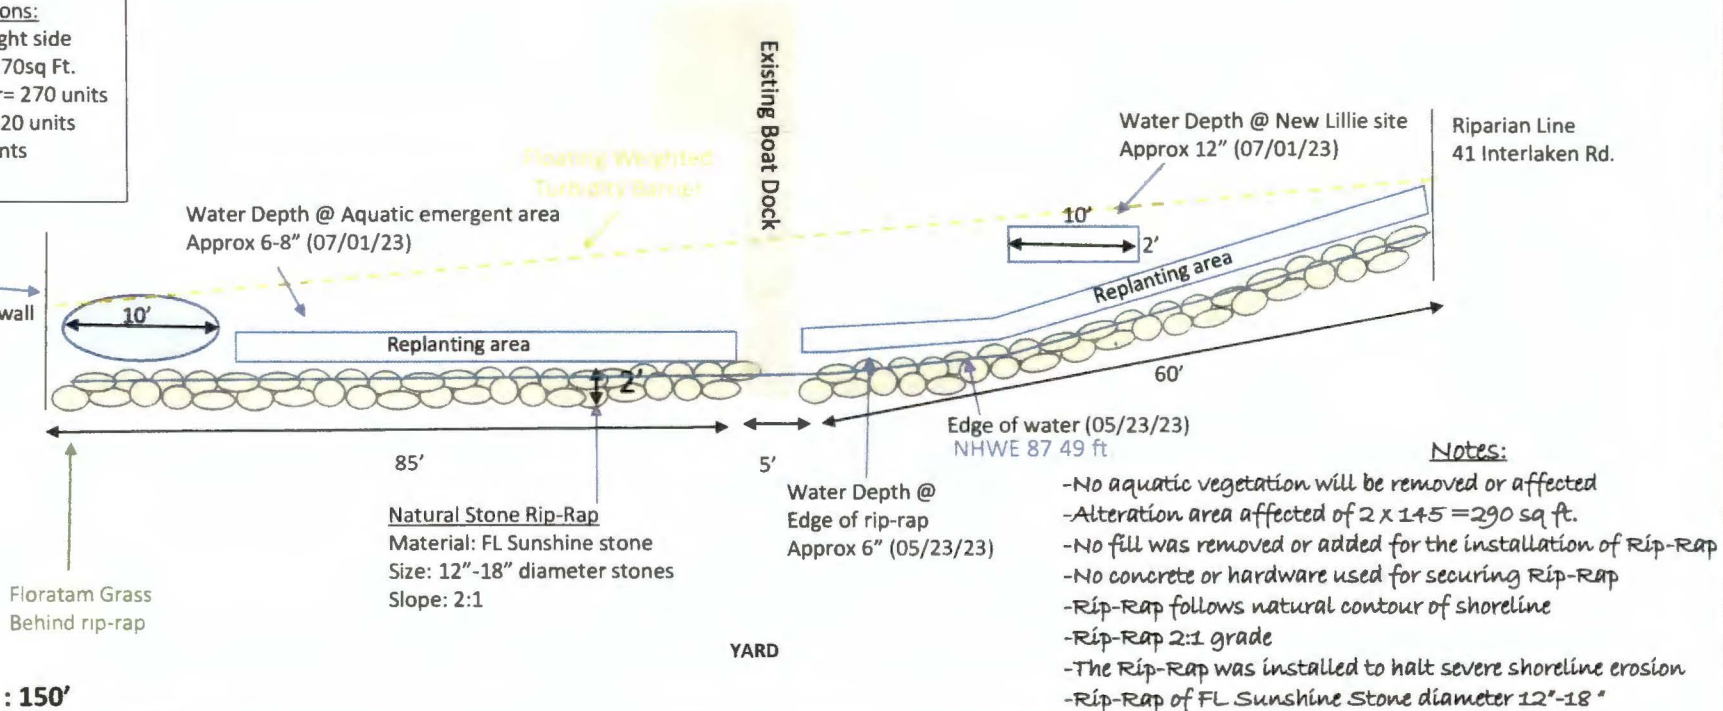 ons:
ght side
70sq Ft.
r= 270 units
20 units
nts
Existing Boat Dock
Floating Weighted
Turbidity Barrier
Water Depth @ New Lillie site
Approx 12" (07/01/23)
Riparian Line
41 Interlaken Rd.
Water Depth @ Aquatic emergent area
Approx 6-8" (07/01/23)
10'
2'
Replanting area
wall
10'
Replanting area
2'
60'
Edge of water (05/23/23)
NHWE 87 49 ft
85'
5'
Water Depth @
Edge of rip-rap
Approx 6" (05/23/23)
Natural Stone Rip-Rap
Material: FL Sunshine stone
Size: 12"-18" diameter stones
Slope: 2:1
Floratam Grass
Behind rip-rap
YARD
: 150'
Notes:
-No aquatic vegetation will be removed or affected
-Alteration area affected of 2 x 145 =290 sq ft.
-No fill was removed or added for the installation of Rip-Rap
-No concrete or hardware used for securing Rip-Rap
-Rip-Rap follows natural contour of shoreline
-Rip-Rap 2:1 grade
-The Rip-Rap was installed to halt severe shoreline erosion
-Rip-Rap of FL Sunshine Stone diameter 12"-18"